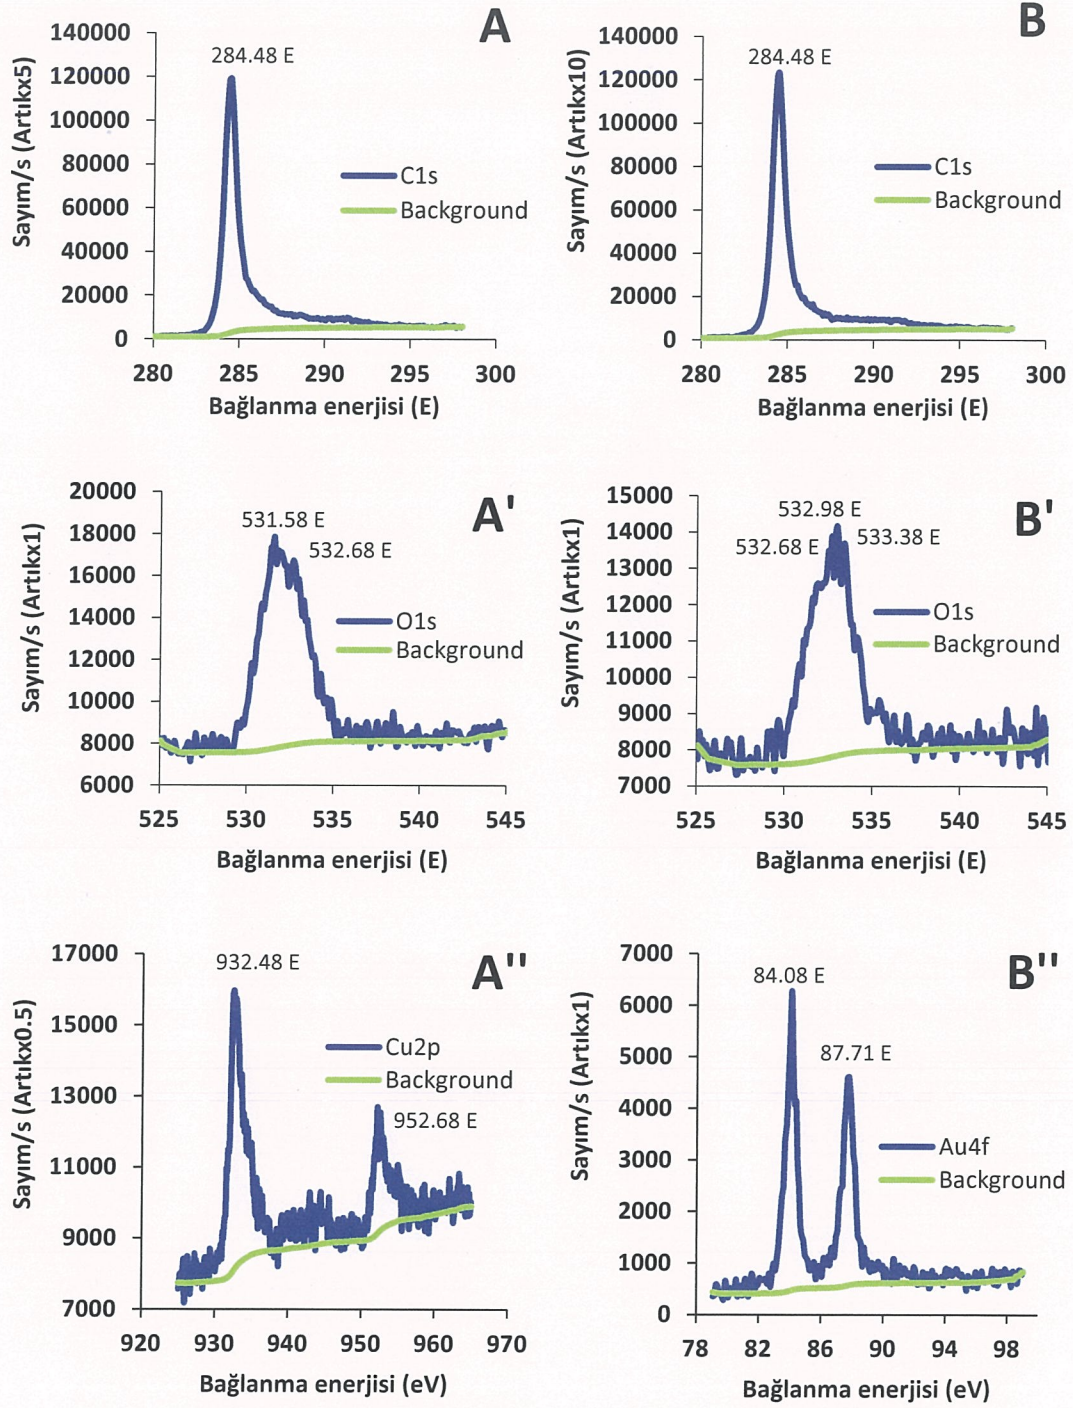 A
140000
120000
100000
80000
60000
40000
20000
0
Sayım/s (Artıkx5)
284.48 E
C1s
Background
280 285 290 295 300
Bağlanma enerjisi (E)
B
140000
120000
100000
80000
60000
40000
20000
0
Sayım/s (Artıkx10)
284.48 E
C1s
Background
280 285 290 295 300
Bağlanma enerjisi (E)
A'
20000
18000
16000
14000
12000
10000
8000
6000
Sayım/s (Artıkx1)
531.58 E
532.68 E
O1s
Background
525 530 535 540 545
Bağlanma enerjisi (E)
B'
15000
14000
13000
12000
11000
10000
9000
8000
7000
Sayım/s (Artıkx1)
532.98 E
532.68 E
533.38 E
O1s
Background
525 530 535 540 545
Bağlanma enerjisi (E)
A''
17000
15000
13000
11000
9000
7000
Sayım/s (Artıkx0.5)
932.48 E
Cu2p
Background
952.68 E
920 930 940 950 960 970
Bağlanma enerjisi (eV)
B''
7000
6000
5000
4000
3000
2000
1000
0
Sayım/s (Artıkx1)
84.08 E
87.71 E
Au4f
Background
78 82 86 90 94 98
Bağlanma enerjisi (eV)